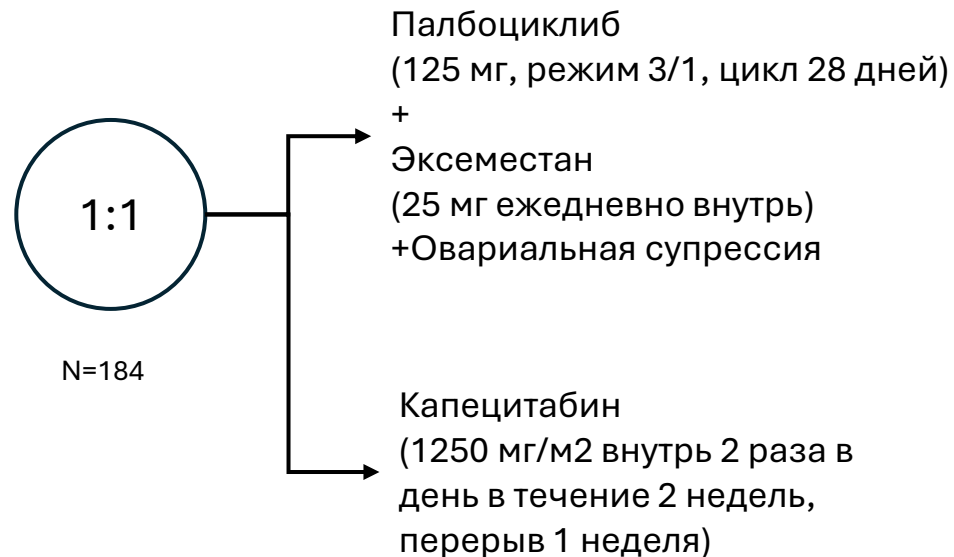 Палбоциклиб
(125 мг, режим 3/1, цикл 28 дней)
+
Эксеместан
(25 мг ежедневно внутрь)
+Овариальная супрессия
1:1
N=184
Капецитабин
(1250 мг/м2 внутрь 2 раза в
день в течение 2 недель,
перерыв 1 неделя)